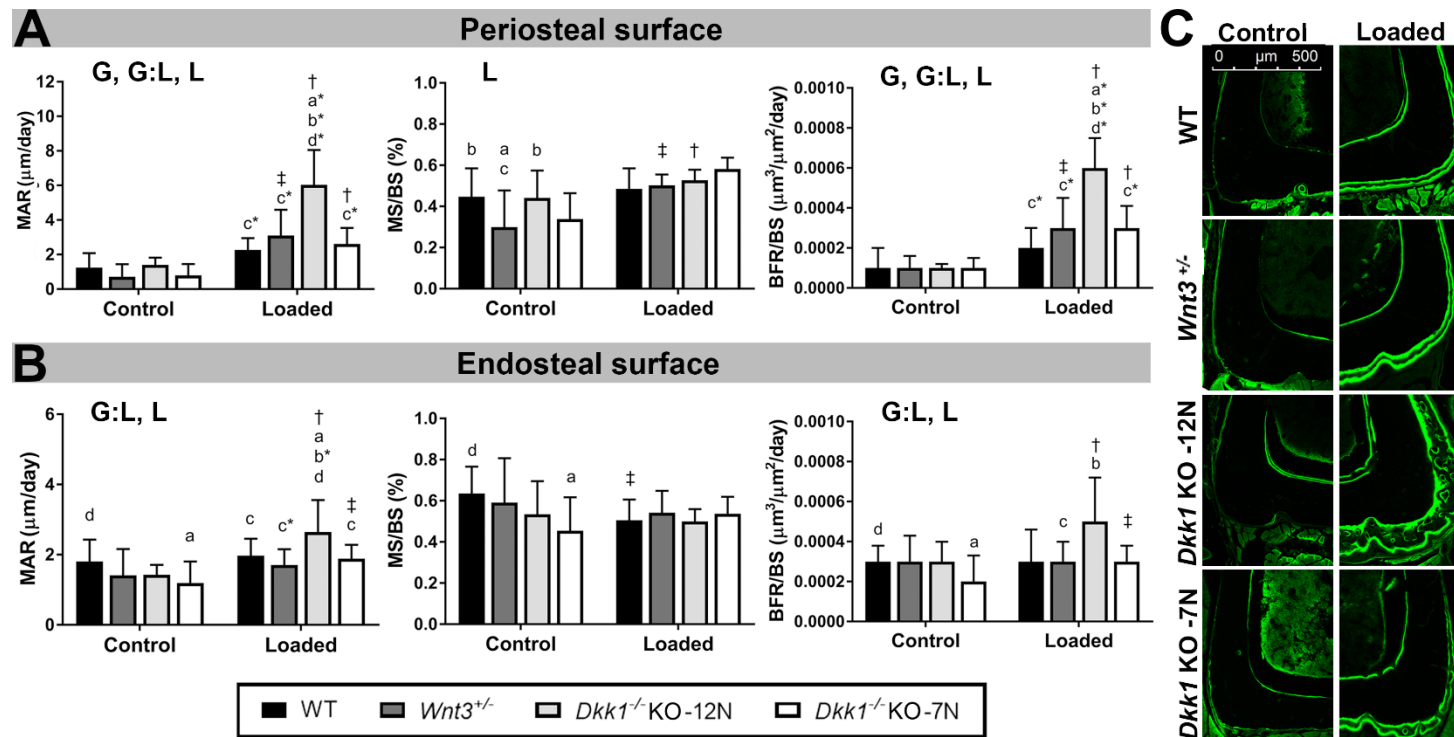 A
Periosteal surface
G, G:L, L
MAR (μm/day)
12
10
8
6
4
2
0
†
a*
b*
d*
‡
c*
c*
†
c*
Control
Loaded
L
MS/BS (%)
1.0
0.8
0.6
0.4
0.2
0.0
b
a
c
b
‡
†
Control
Loaded
G, G:L, L
BFR/BS (μm³/μm²/day)
0.0010
0.0008
0.0006
0.0004
0.0002
0.0000
†
a*
b*
d*
c*
‡
c*
†
c*
Control
Loaded
B
Endosteal surface
G:L, L
MAR (μm/day)
6
4
2
0
d
a
c
c*
†
a
b*
d
‡
c
Control
Loaded
MS/BS (%)
1.0
0.8
0.6
0.4
0.2
0.0
d
a
‡
Control
Loaded
G:L, L
BFR/BS (μm³/μm²/day)
0.0010
0.0008
0.0006
0.0004
0.0002
0.0000
d
a
c
†
b
‡
Control
Loaded
WT
Wnt3+/-
Dkk1-/- KO -12N
Dkk1-/- KO -7N
C
Control
Loaded
0 μm 500
WT
Wnt3 +/-
Dkk1 KO -12N
Dkk1 KO -7N